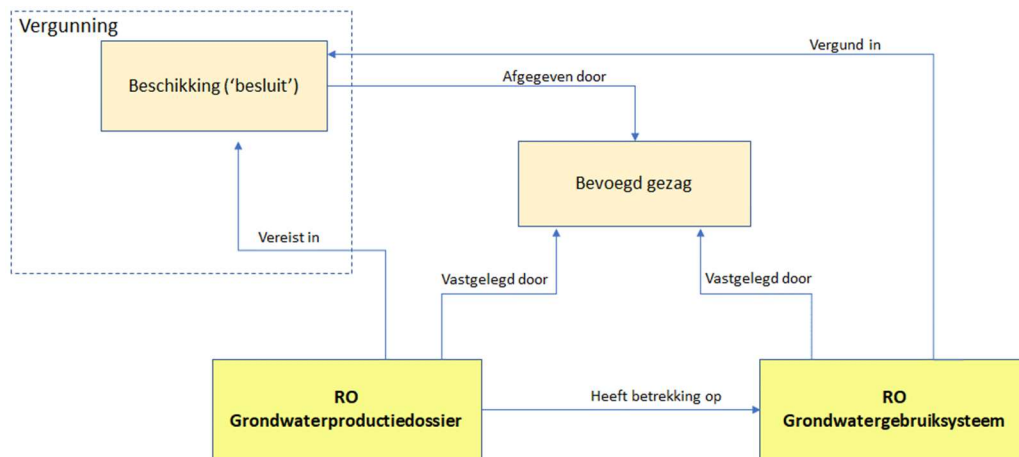 Vergunning
Beschikking (‘besluit’)
Vergund in
Afgegeven door
Bevoegd gezag
Vereist in
Vastgelegd door
Vastgelegd door
RO
Grondwaterproductiedossier
Heeft betrekking op
RO
Grondwatergebruiksysteem